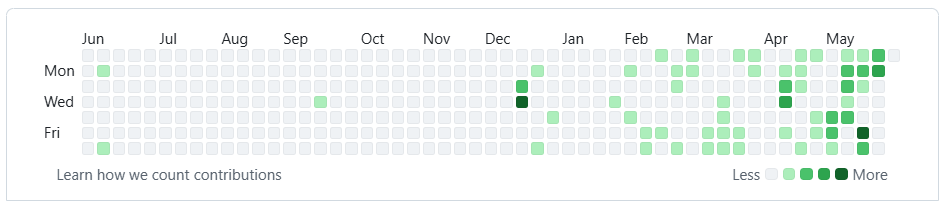 Jun Jul Aug Sep Oct Nov Dec Jan Feb Mar Apr May
Mon
Wed
Fri
Learn how we count contributions Less More